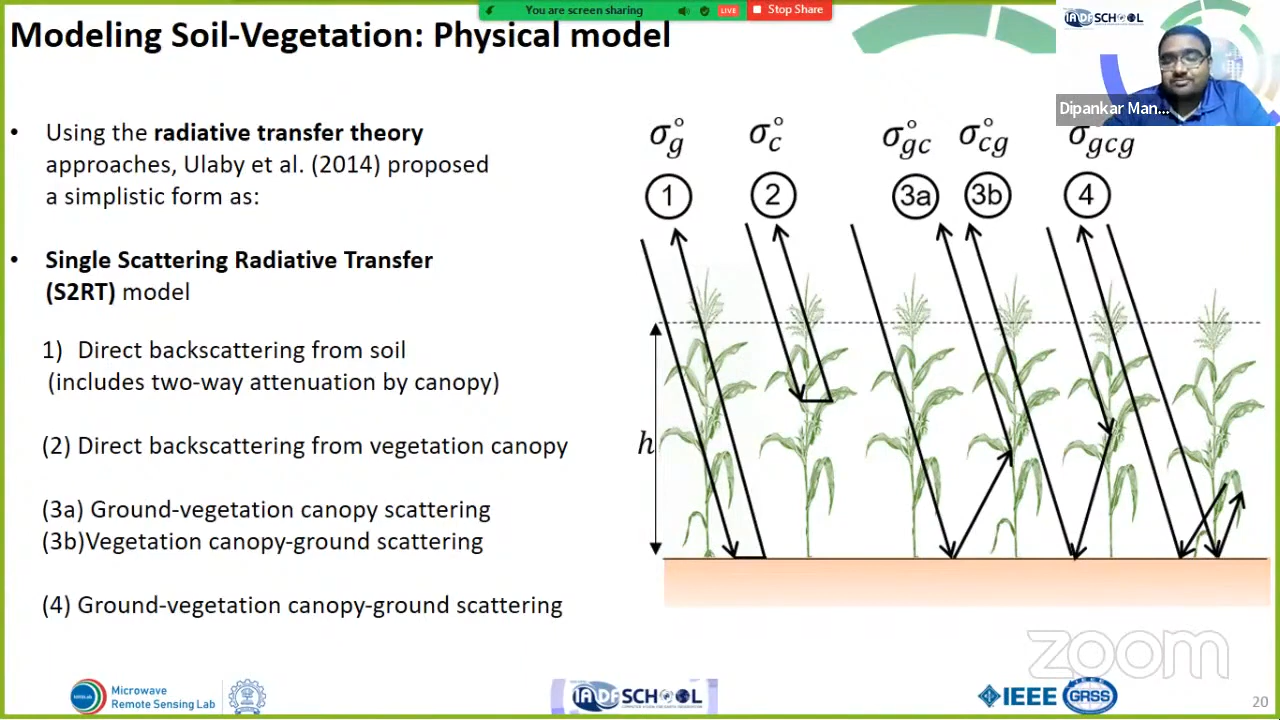 You are screen sharing
LIVE
Stop Share
Modeling Soil-Vegetation: Physical model
IADFSCHOOL
Dipankar Man...
• Using the radiative transfer theory
approaches, Ulaby et al. (2014) proposed
a simplistic form as:
• Single Scattering Radiative Transfer
(S2RT) model
1) Direct backscattering from soil
(includes two-way attenuation by canopy)
(2) Direct backscattering from vegetation canopy
(3a) Ground-vegetation canopy scattering
(3b)Vegetation canopy-ground scattering
(4) Ground-vegetation canopy-ground scattering
σ°g σ°c σ°gc σ°cg σ°gcg
1 2 3a 3b 4
h
zoom
Microwave
Remote Sensing Lab
IADFSCHOOL
IEEE GRSS
20